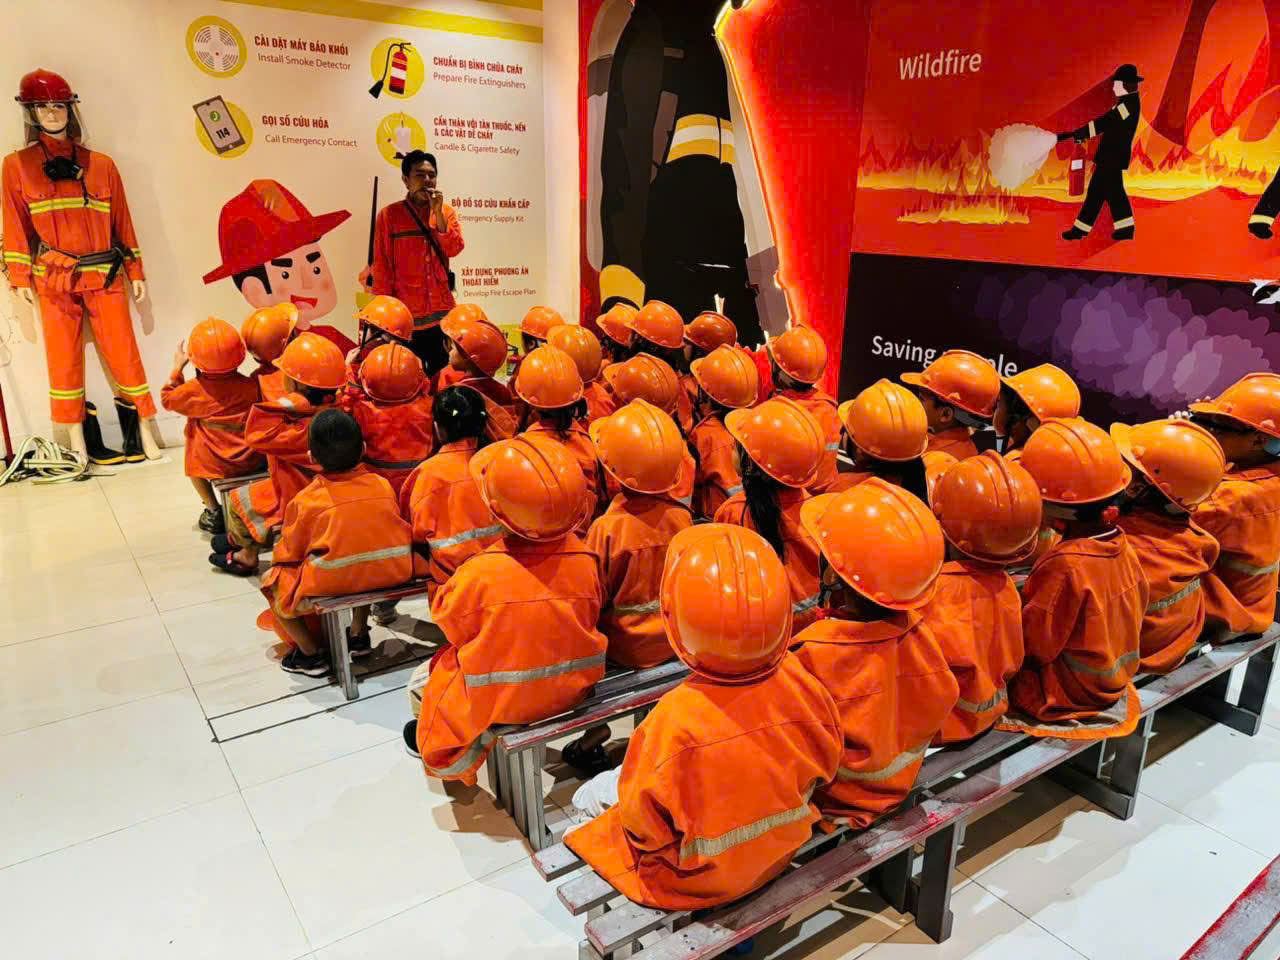 CÀI ĐẶT MÁY BÁO KHÓI
Install Smoke Detector
CHUẨN BỊ BÌNH CHỮA CHÁY
Prepare Fire Extinguishers
114
GỌI SỐ CỨU HỎA
Call Emergency Contact
CẨN THẬN VỚI TÀN THUỐC, NẾN
& CÁC VẬT DỄ CHÁY
Candle & Cigarette Safety
BỘ ĐỒ SƠ CỨU KHẨN CẤP
Emergency Supply Kit
XÂY DỰNG PHƯƠNG ÁN
THOÁT HIỂM
Develop Fire Escape Plan
Wildfire
Saving